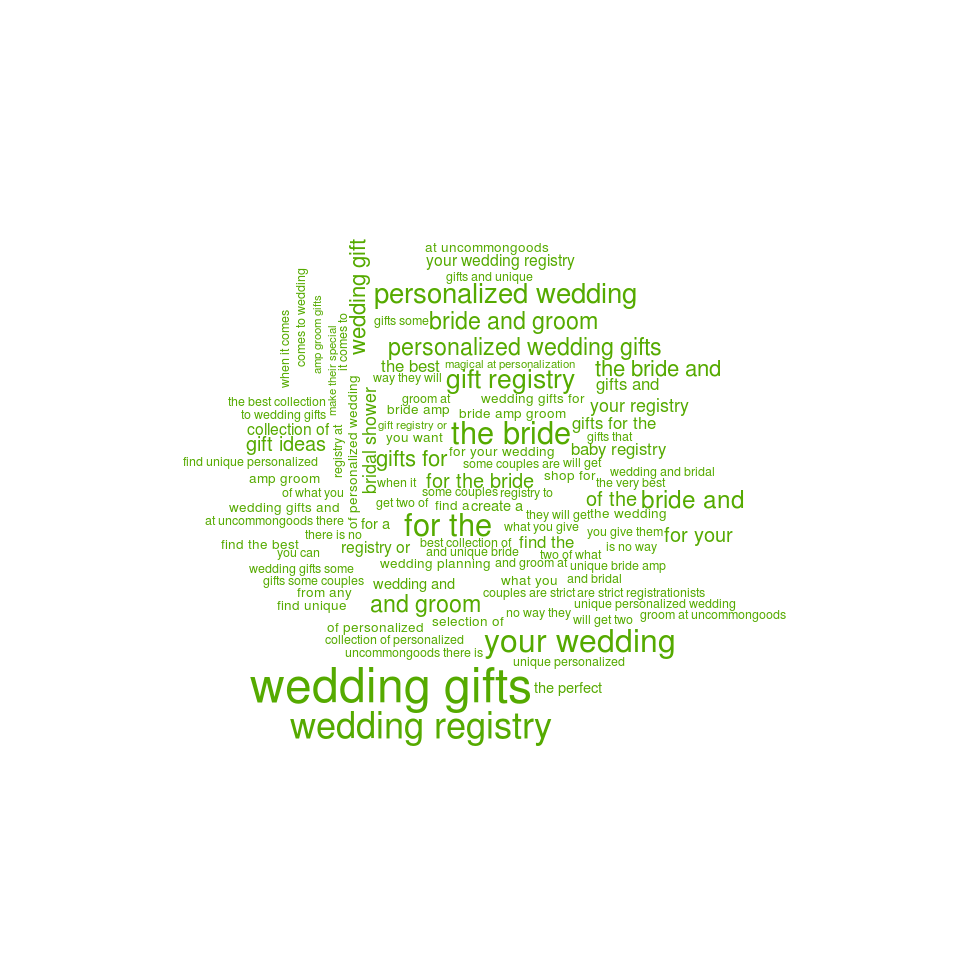 at uncommongoods
your wedding registry
gifts and unique
personalized wedding
gifts some
bride and groom
personalized wedding gifts
wedding gift
comes to wedding
when it comes
amp groom gifts
make their special
it comes to
the best
magical at personalization
the bride and
way they will
gift registry
gifts and
groom at
wedding gifts for
the best collection
bride amp
bride amp groom
your registry
to wedding gifts
collection of
gift registry or
the bride
gifts for the
gift ideas
you want
gifts that
registry at
of personalized wedding
bridal shower
gifts for
for your wedding
baby registry
find unique personalized
some couples are
will get
wedding and bridal
amp groom
when it
for the bride
shop for
the very best
of what you
some couples
registry to
of the
bride and
wedding gifts and
get two of
find a
create a
they will get
the wedding
at uncommongoods there
for a
for the
what you give
you give them
for your
there is no
find the best
you can
registry or
best collection of
find the
is no way
and unique bride
two of what
wedding gifts some
wedding planning
and groom at
unique bride amp
gifts some couples
wedding and
what you
and bridal
from any
couples are strict
are strict registrationists
find unique
and groom
unique personalized wedding
no way they
will get two
groom at uncommongoods
of personalized
selection of
collection of personalized
your wedding
uncommongoods there is
unique personalized
wedding gifts
the perfect
wedding registry